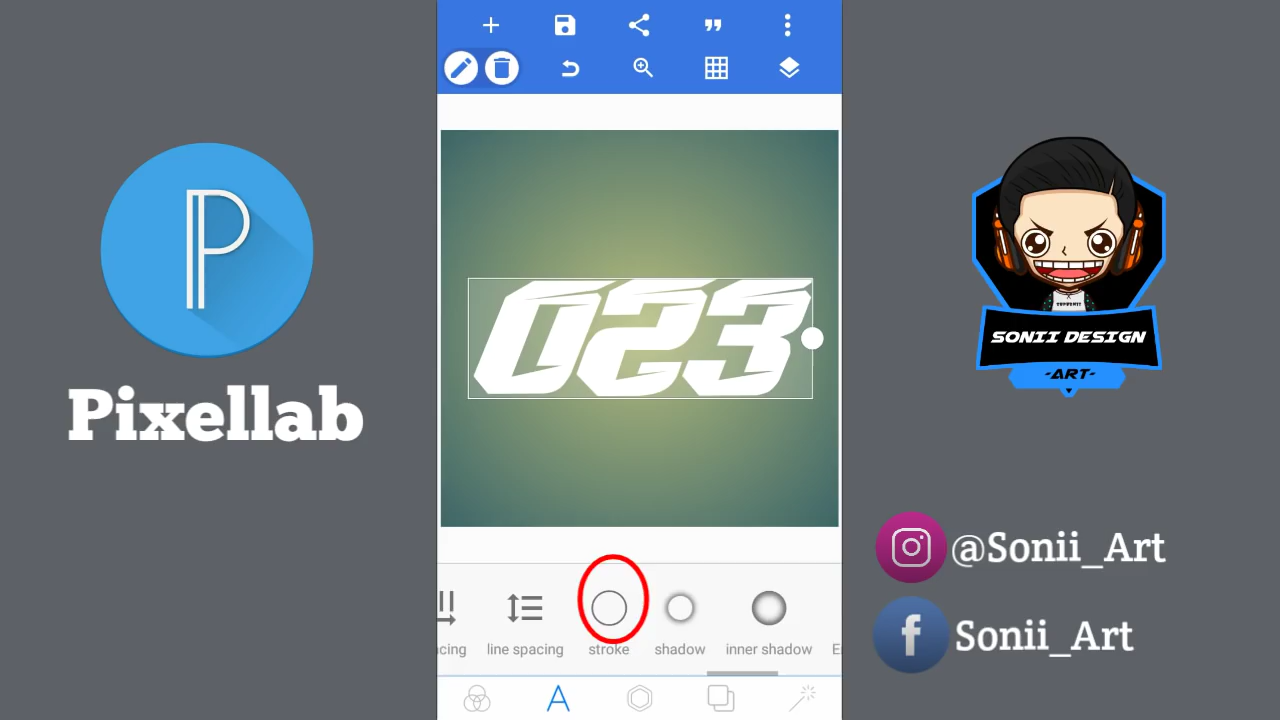 Pixellab
023
cing
line spacing
stroke
shadow
inner shadow
E
SONII DESIGN
-ART-
@Sonii_Art
Sonii_Art